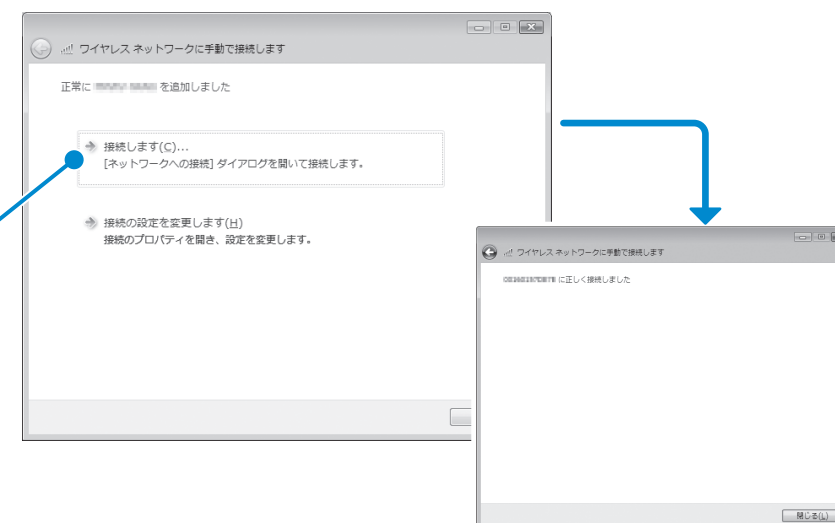 ワイヤレス ネットワークに手動で接続します
正常に を追加しました
接続します(C)...
[ネットワークへの接続] ダイアログを開いて接続します。
接続の設定を変更します(H)
接続のプロパティを開き、設定を変更します。
ワイヤレス ネットワークに手動で接続します
に正しく接続しました
閉じる(L)